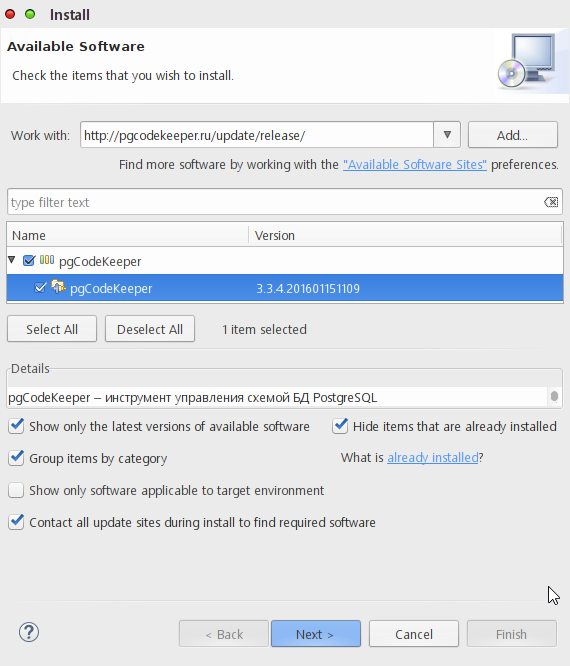 Install
Available Software
Check the items that you wish to install.
Work with: http://pgcodekeeper.ru/update/release/ Add...
Find more software by working with the "Available Software Sites" preferences.
type filter text
Name Version
pgCodeKeeper
pgCodeKeeper 3.3.4.201601151109
Select All Deselect All 1 item selected
Details
pgCodeKeeper – инструмент управления схемой БД PostgreSQL
Show only the latest versions of available software Hide items that are already installed
Group items by category What is already installed?
Show only software applicable to target environment
Contact all update sites during install to find required software
? < Back Next > Cancel Finish